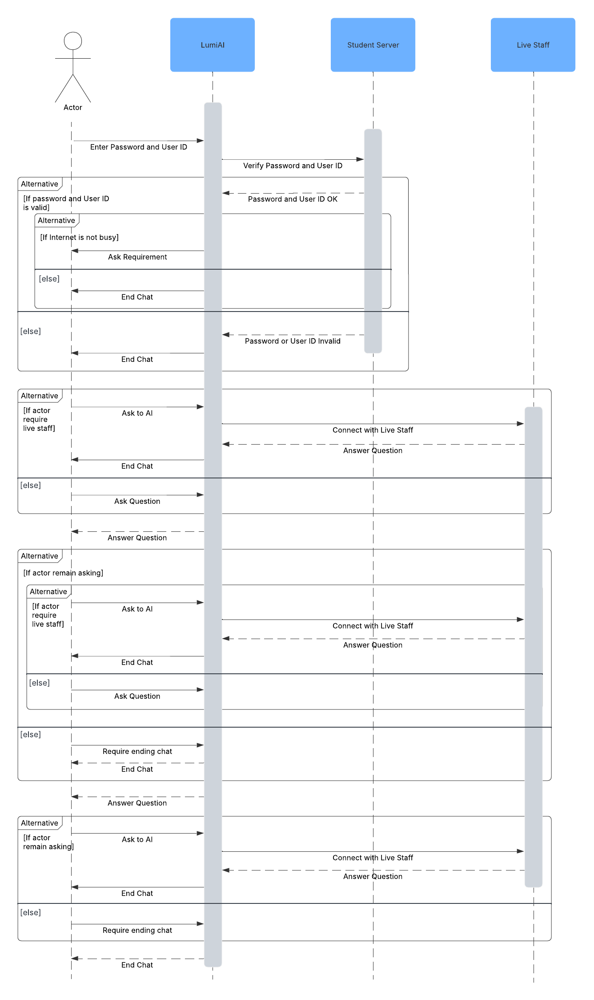 LumiAI
Student Server
Live Staff
Actor
Enter Password and User ID
Verify Password and User ID
Alternative
[If password and User ID
is valid]
Password and User ID OK
Alternative
[If Internet is not busy]
Ask Requirement
[else]
End Chat
[else]
Password or User ID Invalid
End Chat
Alternative
[If actor
require
live staff]
Ask to AI
Connect with Live Staff
Answer Question
End Chat
[else]
Ask Question
Answer Question
Alternative
[If actor remain asking]
Alternative
[If actor
require
live staff]
Ask to AI
Connect with Live Staff
Answer Question
End Chat
[else]
Ask Question
[else]
Require ending chat
End Chat
Answer Question
Alternative
[If actor
remain asking]
Ask to AI
Connect with Live Staff
Answer Question
End Chat
[else]
Require ending chat
End Chat